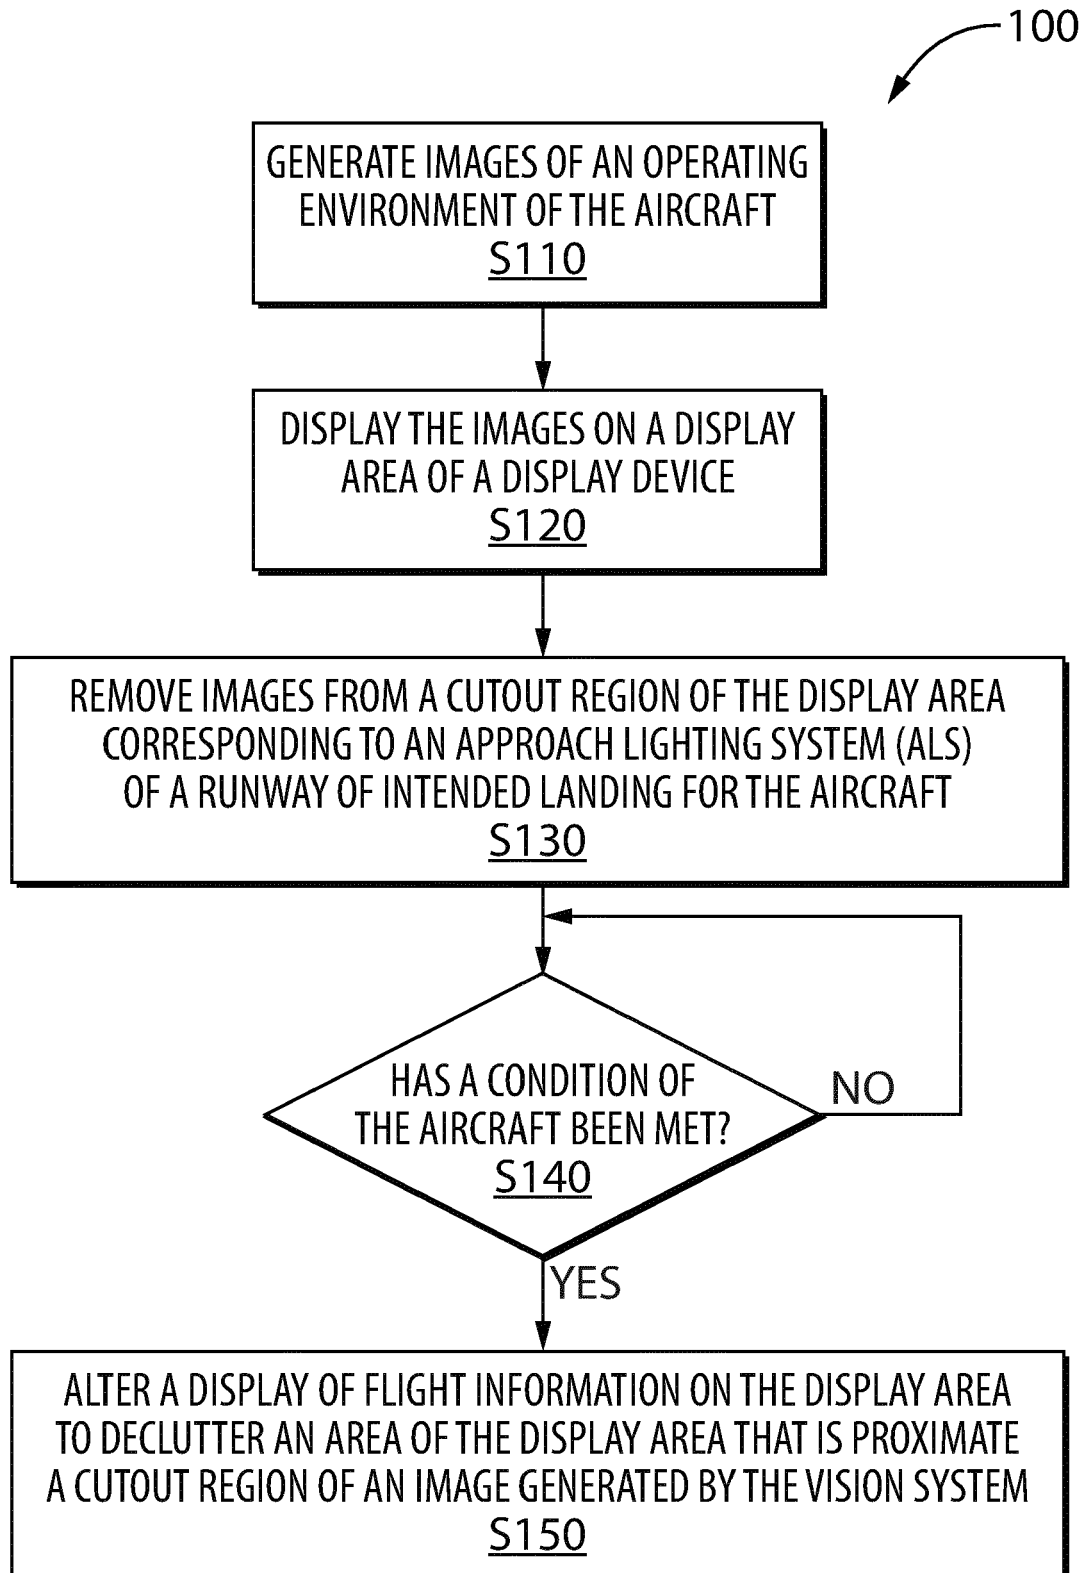 100
GENERATE IMAGES OF AN OPERATING
ENVIRONMENT OF THE AIRCRAFT
S110
DISPLAY THE IMAGES ON A DISPLAY
AREA OF A DISPLAY DEVICE
S120
REMOVE IMAGES FROM A CUTOUT REGION OF THE DISPLAY AREA
CORRESPONDING TO AN APPROACH LIGHTING SYSTEM (ALS)
OF A RUNWAY OF INTENDED LANDING FOR THE AIRCRAFT
S130
HAS A CONDITION OF
THE AIRCRAFT BEEN MET?
S140
NO
YES
ALTER A DISPLAY OF FLIGHT INFORMATION ON THE DISPLAY AREA
TO DECLUTTER AN AREA OF THE DISPLAY AREA THAT IS PROXIMATE
A CUTOUT REGION OF AN IMAGE GENERATED BY THE VISION SYSTEM
S150